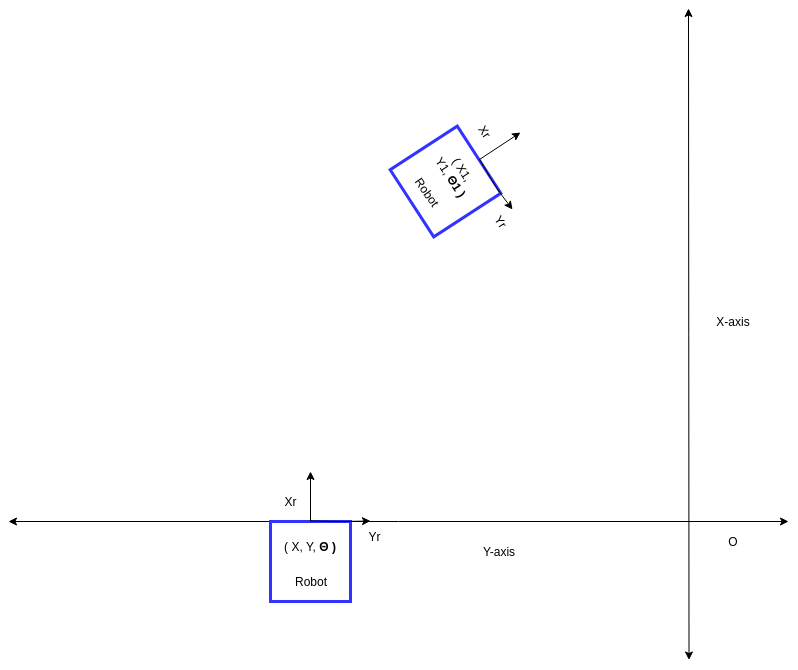 Xr
( X1,
Y1, Θ1 )
Robot
Yr
X-axis
Xr
Yr
( X, Y, Θ )
Robot
Y-axis
O